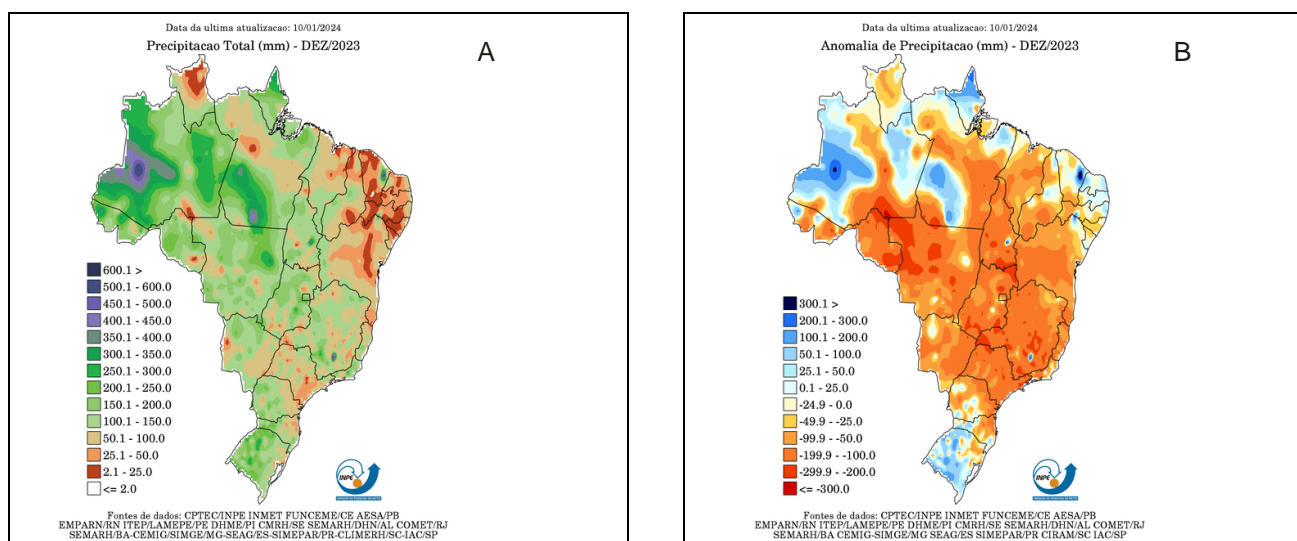 Data da ultima atualizacao: 10/01/2024
Precipitacao Total (mm) - DEZ/2023
A
600.1 >
500.1 - 600.0
450.1 - 500.0
400.1 - 450.0
350.1 - 400.0
300.1 - 350.0
250.1 - 300.0
200.1 - 250.0
150.1 - 200.0
100.1 - 150.0
50.1 - 100.0
25.1 - 50.0
2.1 - 25.0
<= 2.0
INPE
Fontes de dados: CPTEC/INPE INMET FUNCEME/CE AESA/PB
EMPARN/RN ITEP/LAMEPE/PE DHME/PI CMRH/SE SEMARH/DHN/AL COMET/RJ
SEMARH/BA-CEMIG/SIMGE/MG-SEAG/ES-SIMEPAR/PR-CLIMERH/SC-IAC/SP
Data da ultima atualizacao: 10/01/2024
Anomalia de Precipitacao (mm) - DEZ/2023
B
300.1 >
200.1 - 300.0
100.1 - 200.0
50.1 - 100.0
25.1 - 50.0
0.1 - 25.0
-24.9 - 0.0
-49.9 - -25.0
-99.9 - -50.0
-199.9 - -100.0
-299.9 - -200.0
<= -300.0
INPE
Fontes de dados: CPTEC/INPE INMET FUNCEME/CE AESA/PB
EMPARN/RN ITEP/LAMEPE/PE DHME/PI CMRH/SE SEMARH/DHN/AL COMET/RJ
SEMARH/BA CEMIG-SIMGE/MG SEAG/ES SIMEPAR/PR CIRAM/SC IAC/SP